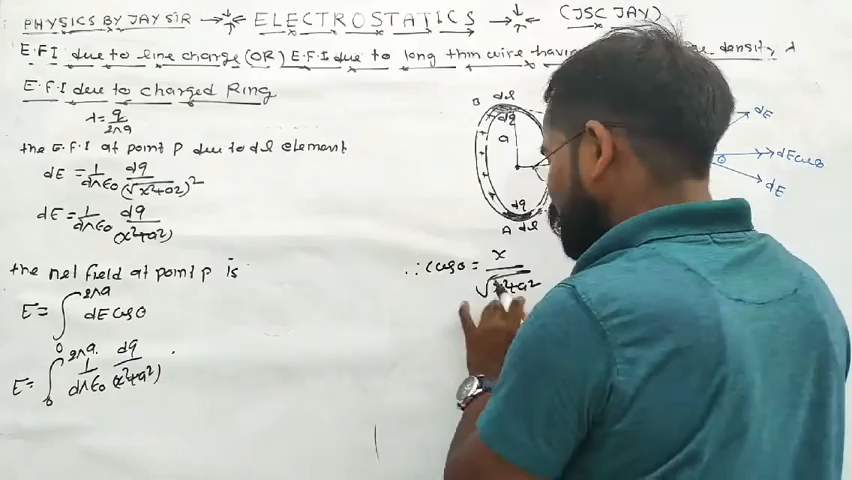 PHYSICS BY JAY SIR ELECTROSTATICS (JSC JAY)
E.F.I due to line charge (OR) E.F.I due to long thin wire having density λ
E.F.I due to charged Ring
λ = q/2πa
the E.F.I at point P due to dl element
dE = 1/4πε0 dq/(√x²+a²)²
dE = 1/4πε0 dq/(x²+a²)
the net field at point p is
E = ∫ 0 2πa dE cosθ
E = ∫ 0 2πa 1/4πε0 dq/(x²+a²)
B dl
dq
a
dq
A dl
dE
θ dE cosθ
dE
∴ cosθ = x/√x²+a²